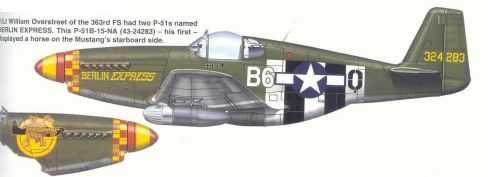 William Overstreet of the 363rd FS had two P-51s named
BERLIN EXPRESS. This P-51B-15-NA (43-24283) – his first –
displayed a horse on the Mustang's starboard side.
BERLIN EXPRESS
B6
O
324283